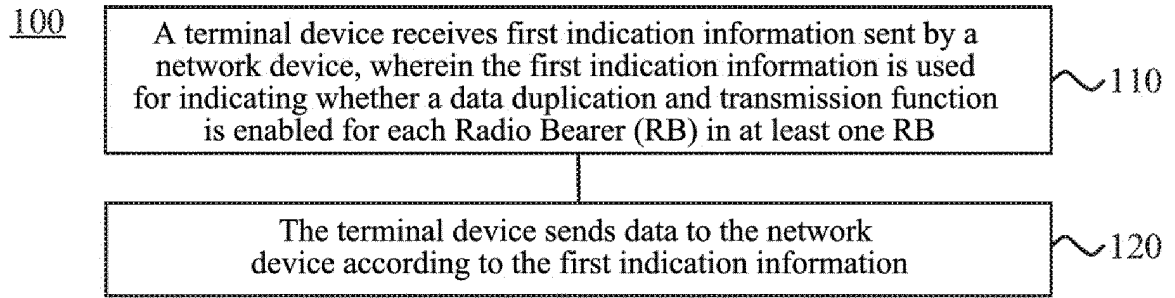 100
A terminal device receives first indication information sent by a
network device, wherein the first indication information is used
for indicating whether a data duplication and transmission function
is enabled for each Radio Bearer (RB) in at least one RB
110
The terminal device sends data to the network
device according to the first indication information
120